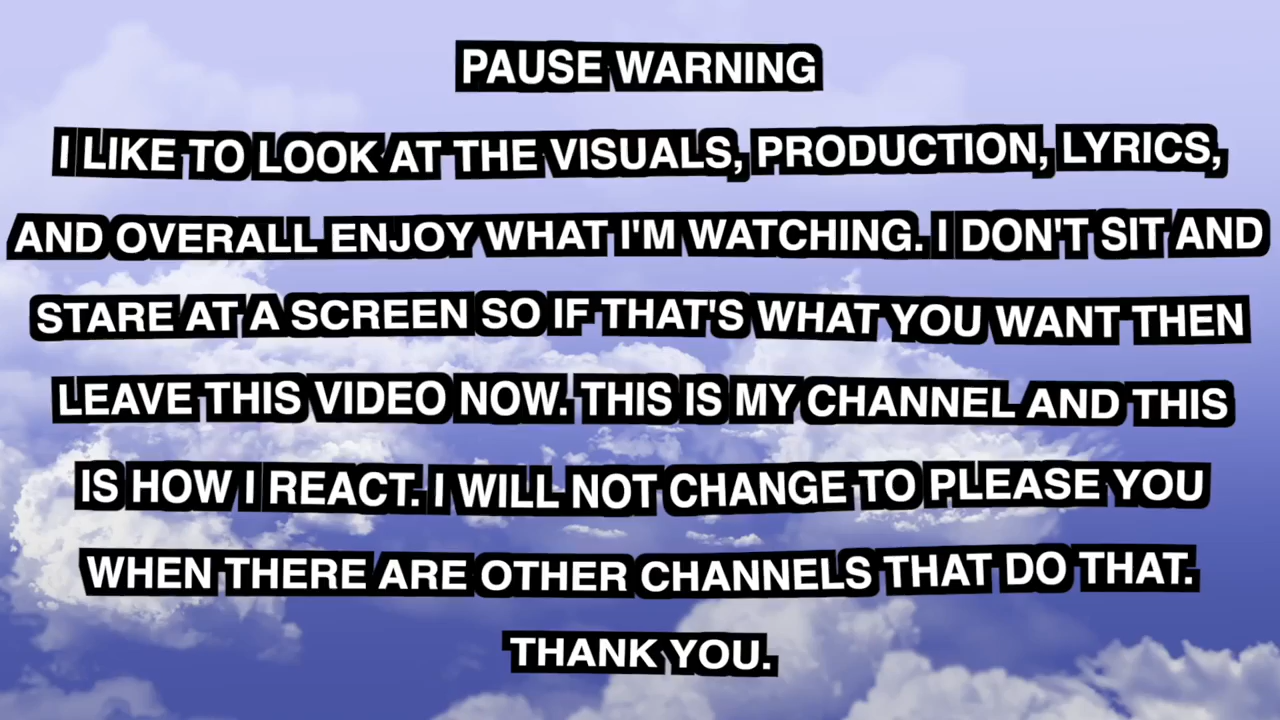 PAUSE WARNING
I LIKE TO LOOK AT THE VISUALS, PRODUCTION, LYRICS,
AND OVERALL ENJOY WHAT I'M WATCHING. I DON'T SIT AND
STARE AT A SCREEN SO IF THAT'S WHAT YOU WANT THEN
LEAVE THIS VIDEO NOW. THIS IS MY CHANNEL AND THIS
IS HOW I REACT. I WILL NOT CHANGE TO PLEASE YOU
WHEN THERE ARE OTHER CHANNELS THAT DO THAT.
THANK YOU.